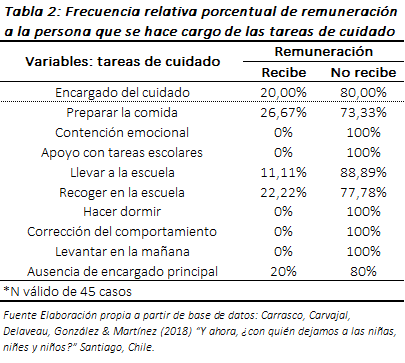 Tabla 2: Frecuencia relativa porcentual de remuneración
a la persona que se hace cargo de las tareas de cuidado
Variables: tareas de cuidado Remuneración
Recibe No recibe
Encargado del cuidado 20,00% 80,00%
Preparar la comida 26,67% 73,33%
Contención emocional 0% 100%
Apoyo con tareas escolares 0% 100%
Llevar a la escuela 11,11% 88,89%
Recoger en la escuela 22,22% 77,78%
Hacer dormir 0% 100%
Corrección del comportamiento 0% 100%
Levantar en la mañana 0% 100%
Ausencia de encargado principal 20% 80%
*N válido de 45 casos
Fuente Elaboración propia a partir de base de datos: Carrasco, Carvajal,
Delaveau, González & Martínez (2018) “Y ahora, ¿con quién dejamos a las niñas,
niñes y niños?” Santiago, Chile.